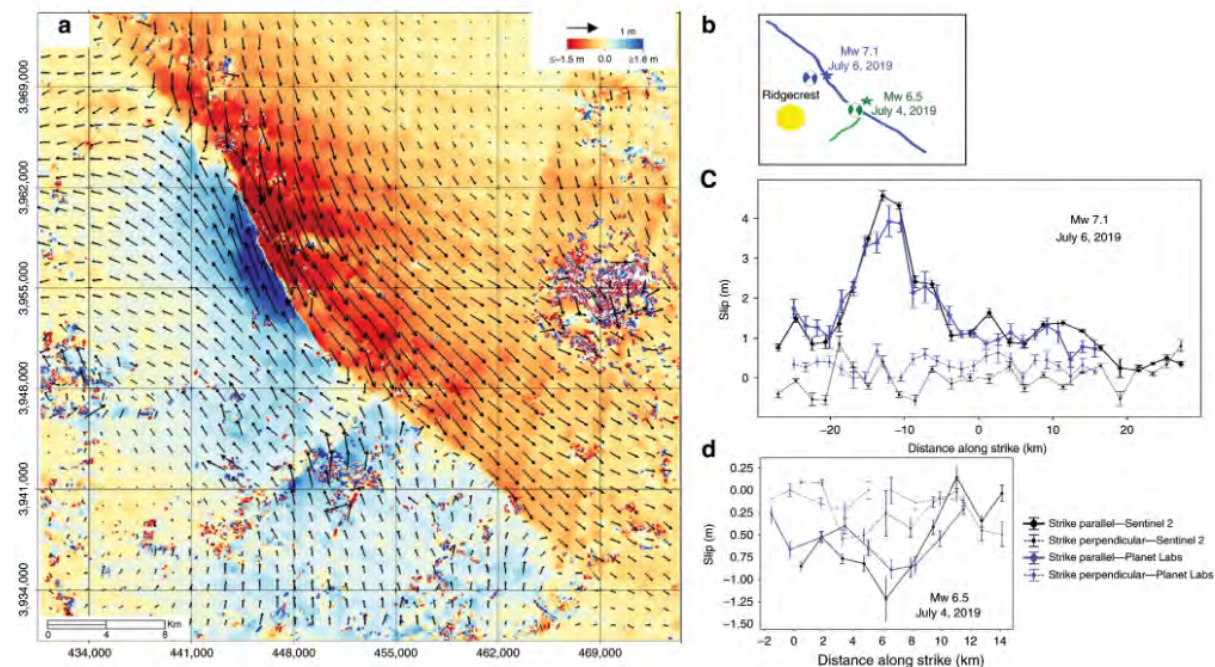 a
1 m
≤–1.5 m 0.0 ≥1.6 m
3,969,000
3,962,000
3,955,000
3,948,000
3,941,000
3,934,000
Km
0 4 8
434,000 441,000 448,000 455,000 462,000 469,000
b
Mw 7.1
July 6, 2019
Ridgecrest
Mw 6.5
July 4, 2019
c
Mw 7.1
July 6, 2019
Slip (m)
4
3
2
1
0
–20 –10 0 10 20
Distance along strike (km)
d
0.25
0.00
0.25
0.50
0.75
–1.00
–1.25
–1.50
Slip (m)
Mw 6.5
July 4, 2019
–2 0 2 4 6 8 10 12 14
Distance along strike (km)
Strike parallel—Sentinel 2
Strike perpendicular—Sentinel 2
Strike parallel—Planet Labs
Strike perpendicular—Planet Labs